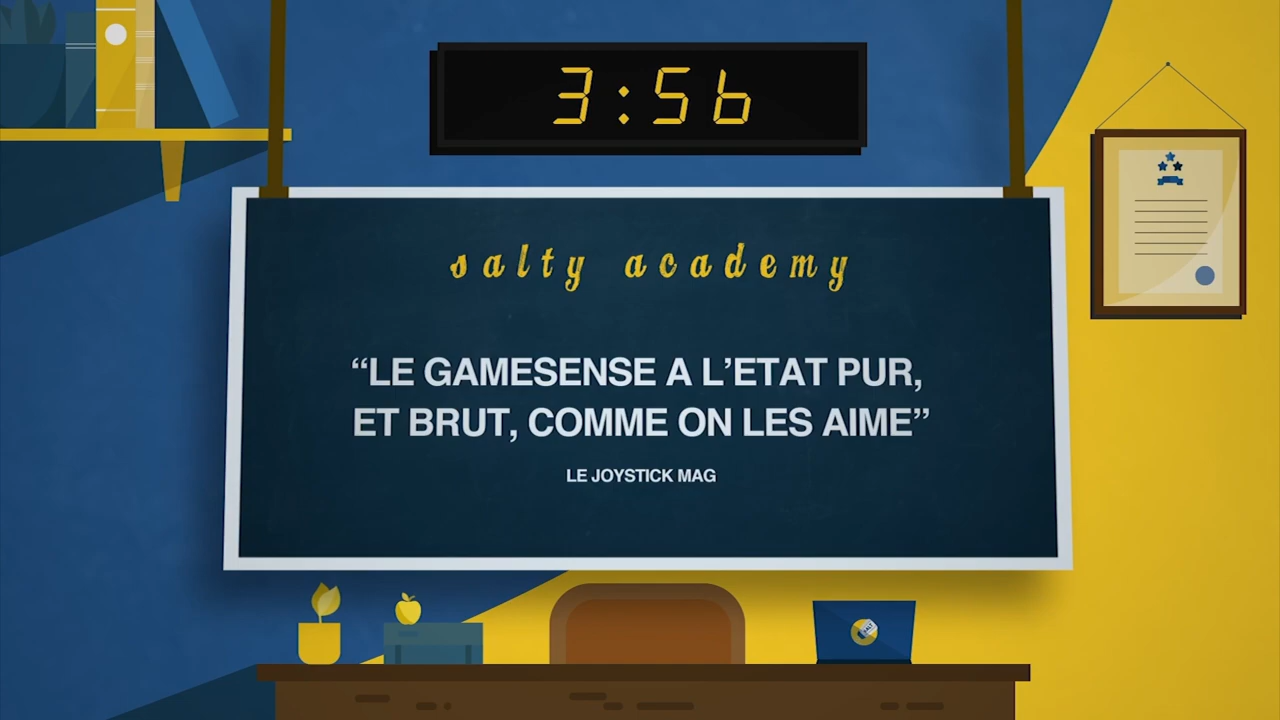 3:56
salty academy
“LE GAMESENSE A L’ETAT PUR,
ET BRUT, COMME ON LES AIME”
LE JOYSTICK MAG